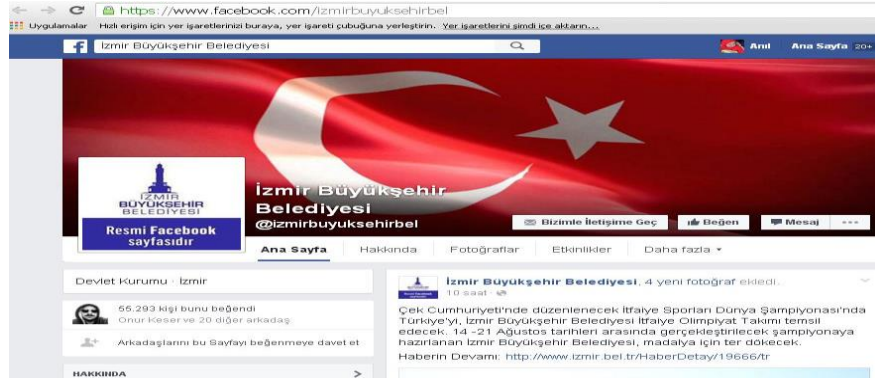 https://www.facebook.com/izmirbuyuksehirbel
Uygulamalar Hızlı erişim için yer işaretlerinizi buraya, yer işareti çubuğuna yerleştirin. Yer işaretlerini şimdi içe aktarın...
f İzmir Büyükşehir Belediyesi Anıl Ana Sayfa 20+
İZMİR
BÜYÜKŞEHİR
BELEDİYESİ
Resmi Facebook
sayfasıdır
İzmir Büyükşehir
Belediyesi
@izmirbuyuksehirbel
Bizimle İletişime Geç Beğen Mesaj
Ana Sayfa Hakkında Fotoğraflar Etkinlikler Daha fazla
Devlet Kurumu · İzmir
55.293 kişi bunu beğendi
Onur Keser ve 20 diğer arkadaş
Arkadaşlarını bu Sayfayı beğenmeye davet et
HAKKINDA
İzmir Büyükşehir Belediyesi, 4 yeni fotoğraf ekledi.
10 saat ·
Çek Cumhuriyeti'nde düzenlenecek İtfaiye Sporları Dünya Şampiyonası'nda
Türkiye'yi, İzmir Büyükşehir Belediyesi İtfaiye Olimpiyat Takımı temsil
edecek. 14 -21 Ağustos tarihleri arasında gerçekleştirilecek şampiyonaya
hazırlanan İzmir Büyükşehir Belediyesi, madalya için ter dökecek.
Haberin Devamı: http://www.izmir.bel.tr/HaberDetay/19666/tr